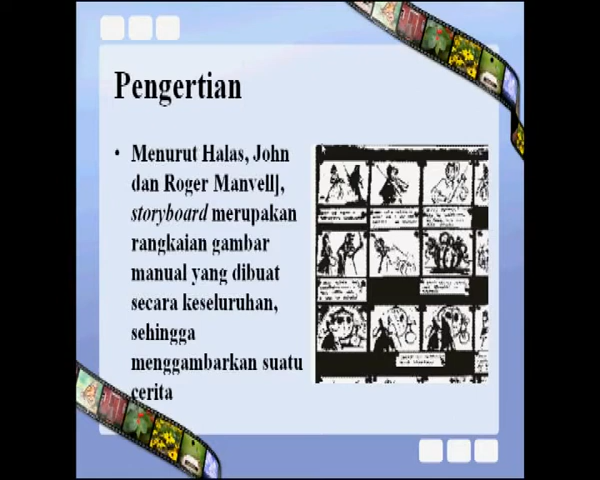 Pengertian
• Menurut Halas, John
dan Roger Manvell],
storyboard merupakan
rangkaian gambar
manual yang dibuat
secara keseluruhan,
sehingga
menggambarkan suatu
cerita